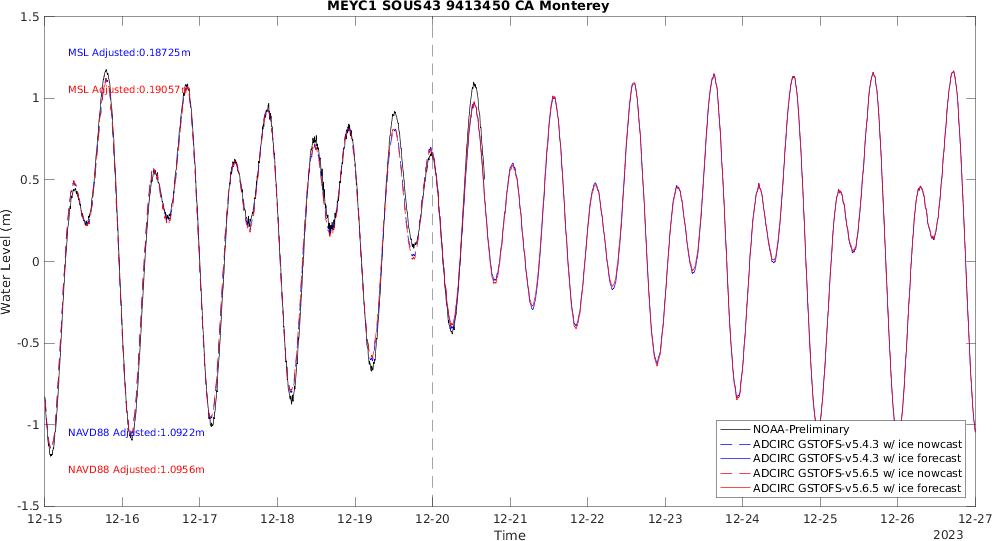 MEYC1 SOUS43 9413450 CA Monterey
1.5
MSL Adjusted:0.18725m
MSL Adjusted:0.19057m
1
0.5
0
-0.5
-1
-1.5
Water Level (m)
NAVD88 Adjusted:1.0922m
NAVD88 Adjusted:1.0956m
NOAA-Preliminary
ADCIRC GSTOFS-v5.4.3 w/ ice nowcast
ADCIRC GSTOFS-v5.4.3 w/ ice forecast
ADCIRC GSTOFS-v5.6.5 w/ ice nowcast
ADCIRC GSTOFS-v5.6.5 w/ ice forecast
12-15 12-16 12-17 12-18 12-19 12-20 12-21 12-22 12-23 12-24 12-25 12-26 12-27
Time
2023